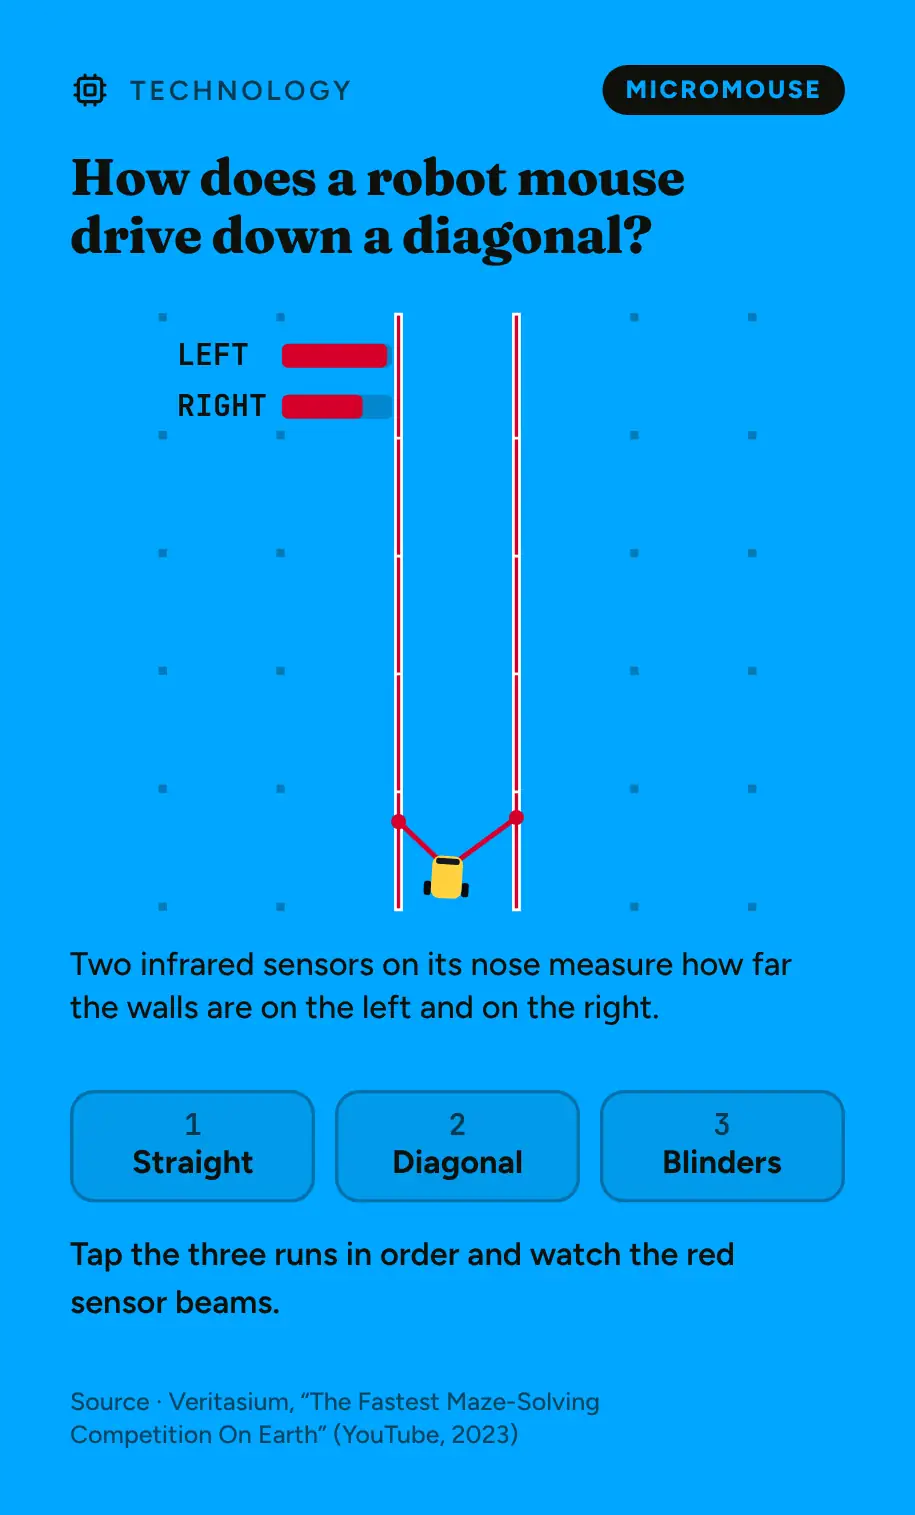 TECHNOLOGY
MICROMOUSE
How does a robot mouse
drive down a diagonal?
LEFT
RIGHT
Two infrared sensors on its nose measure how far
the walls are on the left and on the right.
1
Straight
2
Diagonal
3
Blinders
Tap the three runs in order and watch the red
sensor beams.
Source · Veritasium, “The Fastest Maze-Solving
Competition On Earth” (YouTube, 2023)